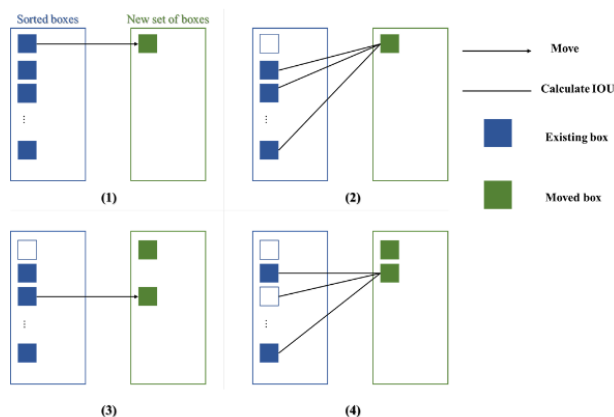 Sorted boxes
New set of boxes
(1)
(2)
Move
Calculate IOU
Existing box
Moved box
...
...
(3)
(4)
...
...